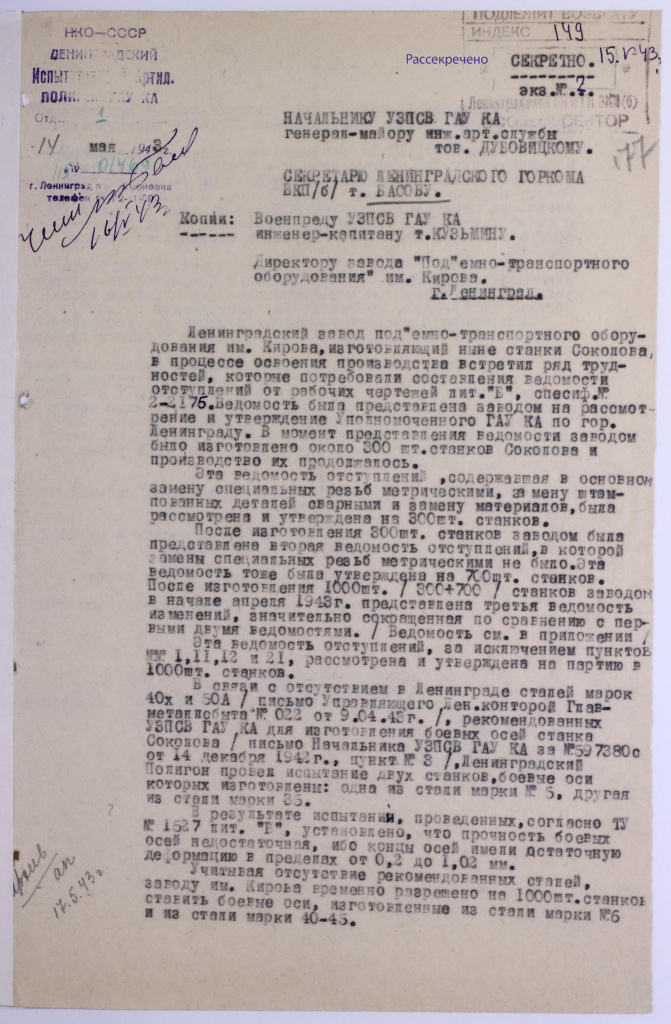 НКО-СССР
ЛЕНИНГРАДСКИЙ
ПОДЛЕЖИТ ВОЗВРАТУ
ИНДЕКС 149
Рассекречено
СЕКРЕТНО. 15.V 43г.
экз.№.2.
14 мая 1943
1
177
НАЧАЛЬНИКУ УЗПСВ ГАУ КА
генерал-майору инж.арт.службы
тов. ДУБОВИЦКОМУ.
СЕКРЕТАРЮ ЛЕНИНГРАДСКОГО ГОРКОМА
ВКП/б/ т. БАСОВУ.
Копии: Военпреду УЗПСВ ГАУ КА
инженер-капитану т.КУЗЬМИНУ.
Директору завода "Под"емно-транспортного
оборудования" им. Кирова.
г.Ленинград.
Ленинградский завод под"емно-транспортного обору-
дования им. Кирова,изготовляющий ныне станки Соколова,
в процессе освоения производства встретил ряд труд-
ностей, которые потребовали составления ведомости
отступлений от рабочих чертежей лит."Б", специф.№
2-2175.Ведомость была представлена заводом на рассмот-
рение и утверждение Уполномоченного ГАУ КА по гор.
Ленинграду. В момент представления ведомости заводом
было изготовлено около 300 шт.станков Соколова и
производство их продолжалось.
Эта ведомость отступлений ,содержавшая в основном
замену специальных резьб метрическими, замену штам-
пованных деталей сварными и замену материалов,была
рассмотрена и утверждена на 300шт. станков.
После изготовления 300шт. станков заводом была
представлена вторая ведомость отступлений,в которой
замены специальных резьб метрическими не было.Эта
ведомость тоже была утверждена на 700шт. станков.
После изготовления 1000шт. / 300+700 / станков заводом
в начале апреля 1943г. представлена третья ведомость
изменений, значительно сокращенная по сравнению с пер-
выми двумя ведомостями. / Ведомость см. в приложении /
Эта ведомость отступлений, за исключением пунктов
№№ 1,11,12 и 21, рассмотрена и утверждена на партию в
1000шт. станков.
В связи с отсутствием в Ленинграде сталей марок
40х и 50А / письмо Управляющего Лен.конторой Глав-
металлсбыта № 022 от 9.04.43г. /, рекомендованных
УЗПСВ ГАУ КА для изготовления боевых осей станка
Соколова / письмо Начальника УЗПСВ ГАУ КА за №597380с
от 14 декабря 1942г., пункт № 3 /,Ленинградский
Полигон провел испытание двух станков,боевые оси
которых изготовлены: одна из стали марки № 5, другая
из стали марки 35.
В результате испытаний, проведенных,согласно ТУ
№ 1527 лит. "В", установлено, что прочность боевых
осей недостаточная, ибо концы осей имели остаточную
деформацию в пределах от 0,2 до 1,02 мм.
Учитывая отсутствие рекомендованных сталей,
заводу им. Кирова временно разрешено на 1000шт.станков
ставить боевые оси, изготовленные из стали марки №6
и из стали марки 40-45.
17.5.43г.